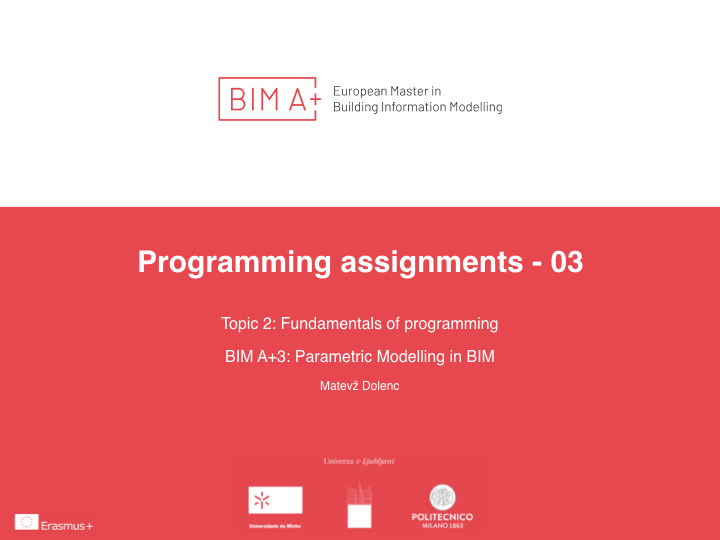 BIM A+
European Master in
Building Information Modelling
Programming assignments - 03
Topic 2: Fundamentals of programming
BIM A+3: Parametric Modelling in BIM
Matevž Dolenc
Univerza v Ljubljani
Universidade do Minho
POLITECNICO
MILANO 1863
Erasmus+